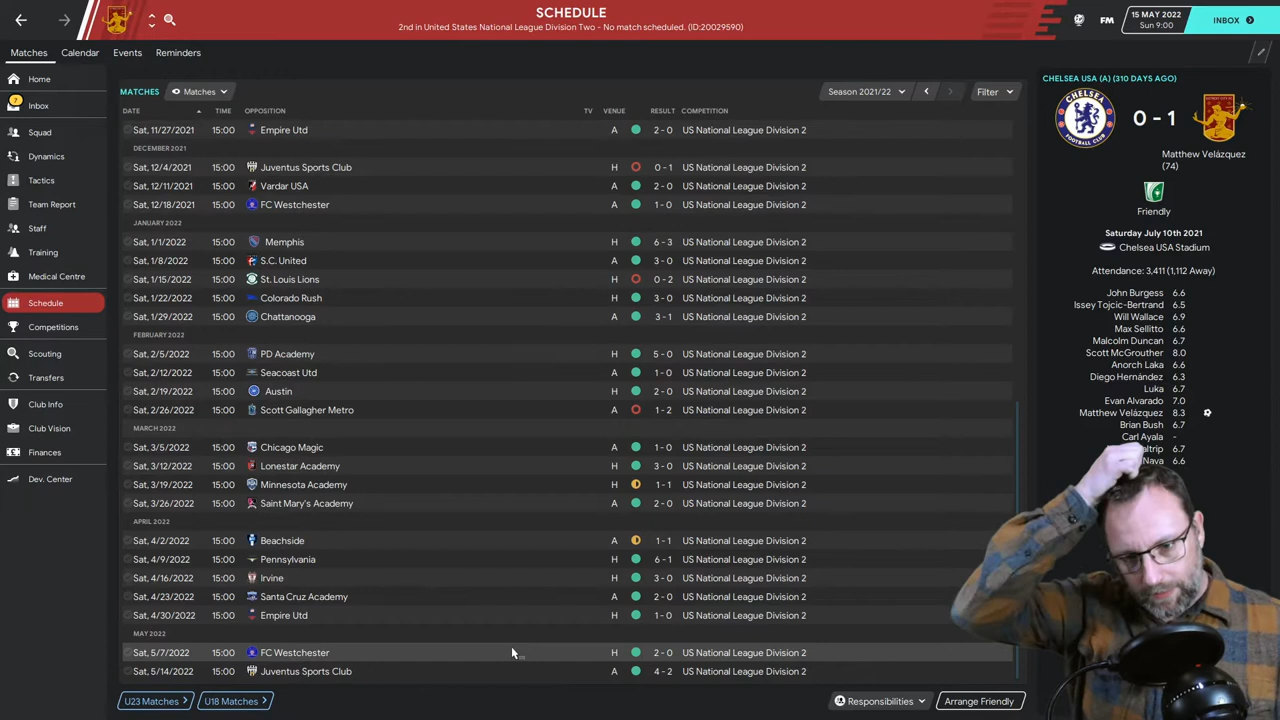 SCHEDULE
2nd in United States National League Division Two - No match scheduled. (ID:20029590)
FM
15 MAY 2022
Sun 9:00
INBOX
Matches
Calendar
Events
Reminders
Home
7
Inbox
Squad
Dynamics
Tactics
Team Report
Staff
Training
Medical Centre
Schedule
Competitions
Scouting
Transfers
Club Info
Club Vision
Finances
Dev. Center
MATCHES
Matches
Season 2021/22
Filter
DATE TIME OPPOSITION TV VENUE RESULT COMPETITION
Sat, 11/27/2021 15:00 Empire Utd A 2 - 0 US National League Division 2
DECEMBER 2021
Sat, 12/4/2021 15:00 Juventus Sports Club H 0 - 1 US National League Division 2
Sat, 12/11/2021 15:00 Vardar USA A 2 - 0 US National League Division 2
Sat, 12/18/2021 15:00 FC Westchester A 1 - 0 US National League Division 2
JANUARY 2022
Sat, 1/1/2022 15:00 Memphis H 6 - 3 US National League Division 2
Sat, 1/8/2022 15:00 S.C. United A 3 - 0 US National League Division 2
Sat, 1/15/2022 15:00 St. Louis Lions H 0 - 2 US National League Division 2
Sat, 1/22/2022 15:00 Colorado Rush H 3 - 0 US National League Division 2
Sat, 1/29/2022 15:00 Chattanooga A 3 - 1 US National League Division 2
FEBRUARY 2022
Sat, 2/5/2022 15:00 PD Academy H 5 - 0 US National League Division 2
Sat, 2/12/2022 15:00 Seacoast Utd A 1 - 0 US National League Division 2
Sat, 2/19/2022 15:00 Austin H 2 - 0 US National League Division 2
Sat, 2/26/2022 15:00 Scott Gallagher Metro A 1 - 2 US National League Division 2
MARCH 2022
Sat, 3/5/2022 15:00 Chicago Magic A 1 - 0 US National League Division 2
Sat, 3/12/2022 15:00 Lonestar Academy H 3 - 0 US National League Division 2
Sat, 3/19/2022 15:00 Minnesota Academy H 1 - 1 US National League Division 2
Sat, 3/26/2022 15:00 Saint Mary's Academy A 2 - 0 US National League Division 2
APRIL 2022
Sat, 4/2/2022 15:00 Beachside A 1 - 1 US National League Division 2
Sat, 4/9/2022 15:00 Pennsylvania H 6 - 1 US National League Division 2
Sat, 4/16/2022 15:00 Irvine H 3 - 0 US National League Division 2
Sat, 4/23/2022 15:00 Santa Cruz Academy A 2 - 0 US National League Division 2
Sat, 4/30/2022 15:00 Empire Utd H 1 - 0 US National League Division 2
MAY 2022
Sat, 5/7/2022 15:00 FC Westchester H 2 - 0 US National League Division 2
Sat, 5/14/2022 15:00 Juventus Sports Club A 4 - 2 US National League Division 2
U23 Matches
U18 Matches
Responsibilities
Arrange Friendly
CHELSEA USA (A) (310 DAYS AGO)
CHELSEA
FOOTBALL CLUB
0 - 1
Matthew Velázquez
(74)
Friendly
Saturday July 10th 2021
Chelsea USA Stadium
Attendance: 3,411 (1,112 Away)
John Burgess 6.6
Issey Tojcic-Bertrand 6.5
Will Wallace 6.9
Max Sellitto 6.6
Malcolm Duncan 6.7
Scott McGrouther 8.0
Anorch Laka 6.6
Diego Hernández 6.3
Luka 6.7
Evan Alvarado 7.0
Matthew Velázquez 8.3
Brian Bush 6.7
Carl Ayala -
6.7
Nava 6.6